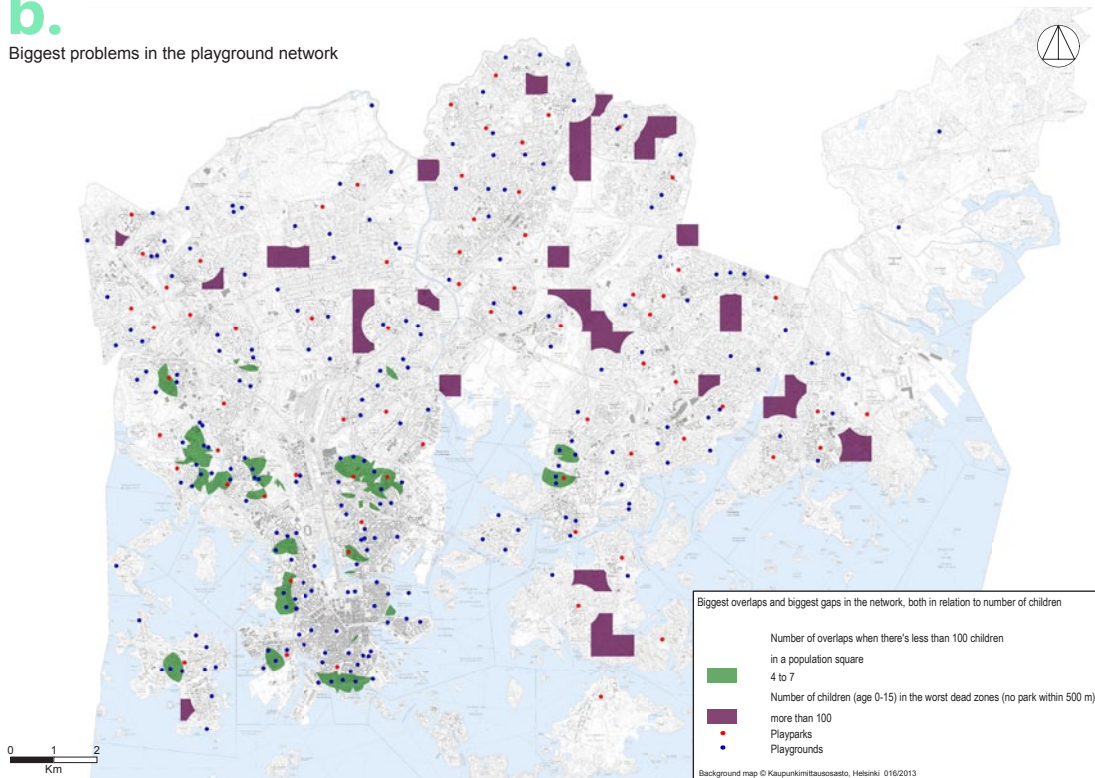 b.
Biggest problems in the playground network
Biggest overlaps and biggest gaps in the network, both in relation to number of children
Number of overlaps when there's less than 100 children
in a population square
4 to 7
Number of children (age 0-15) in the worst dead zones (no park within 500 m)
more than 100
Playparks
Playgrounds
Background map © Kaupunkimittausosasto, Helsinki 016/2013
0 1 2
Km